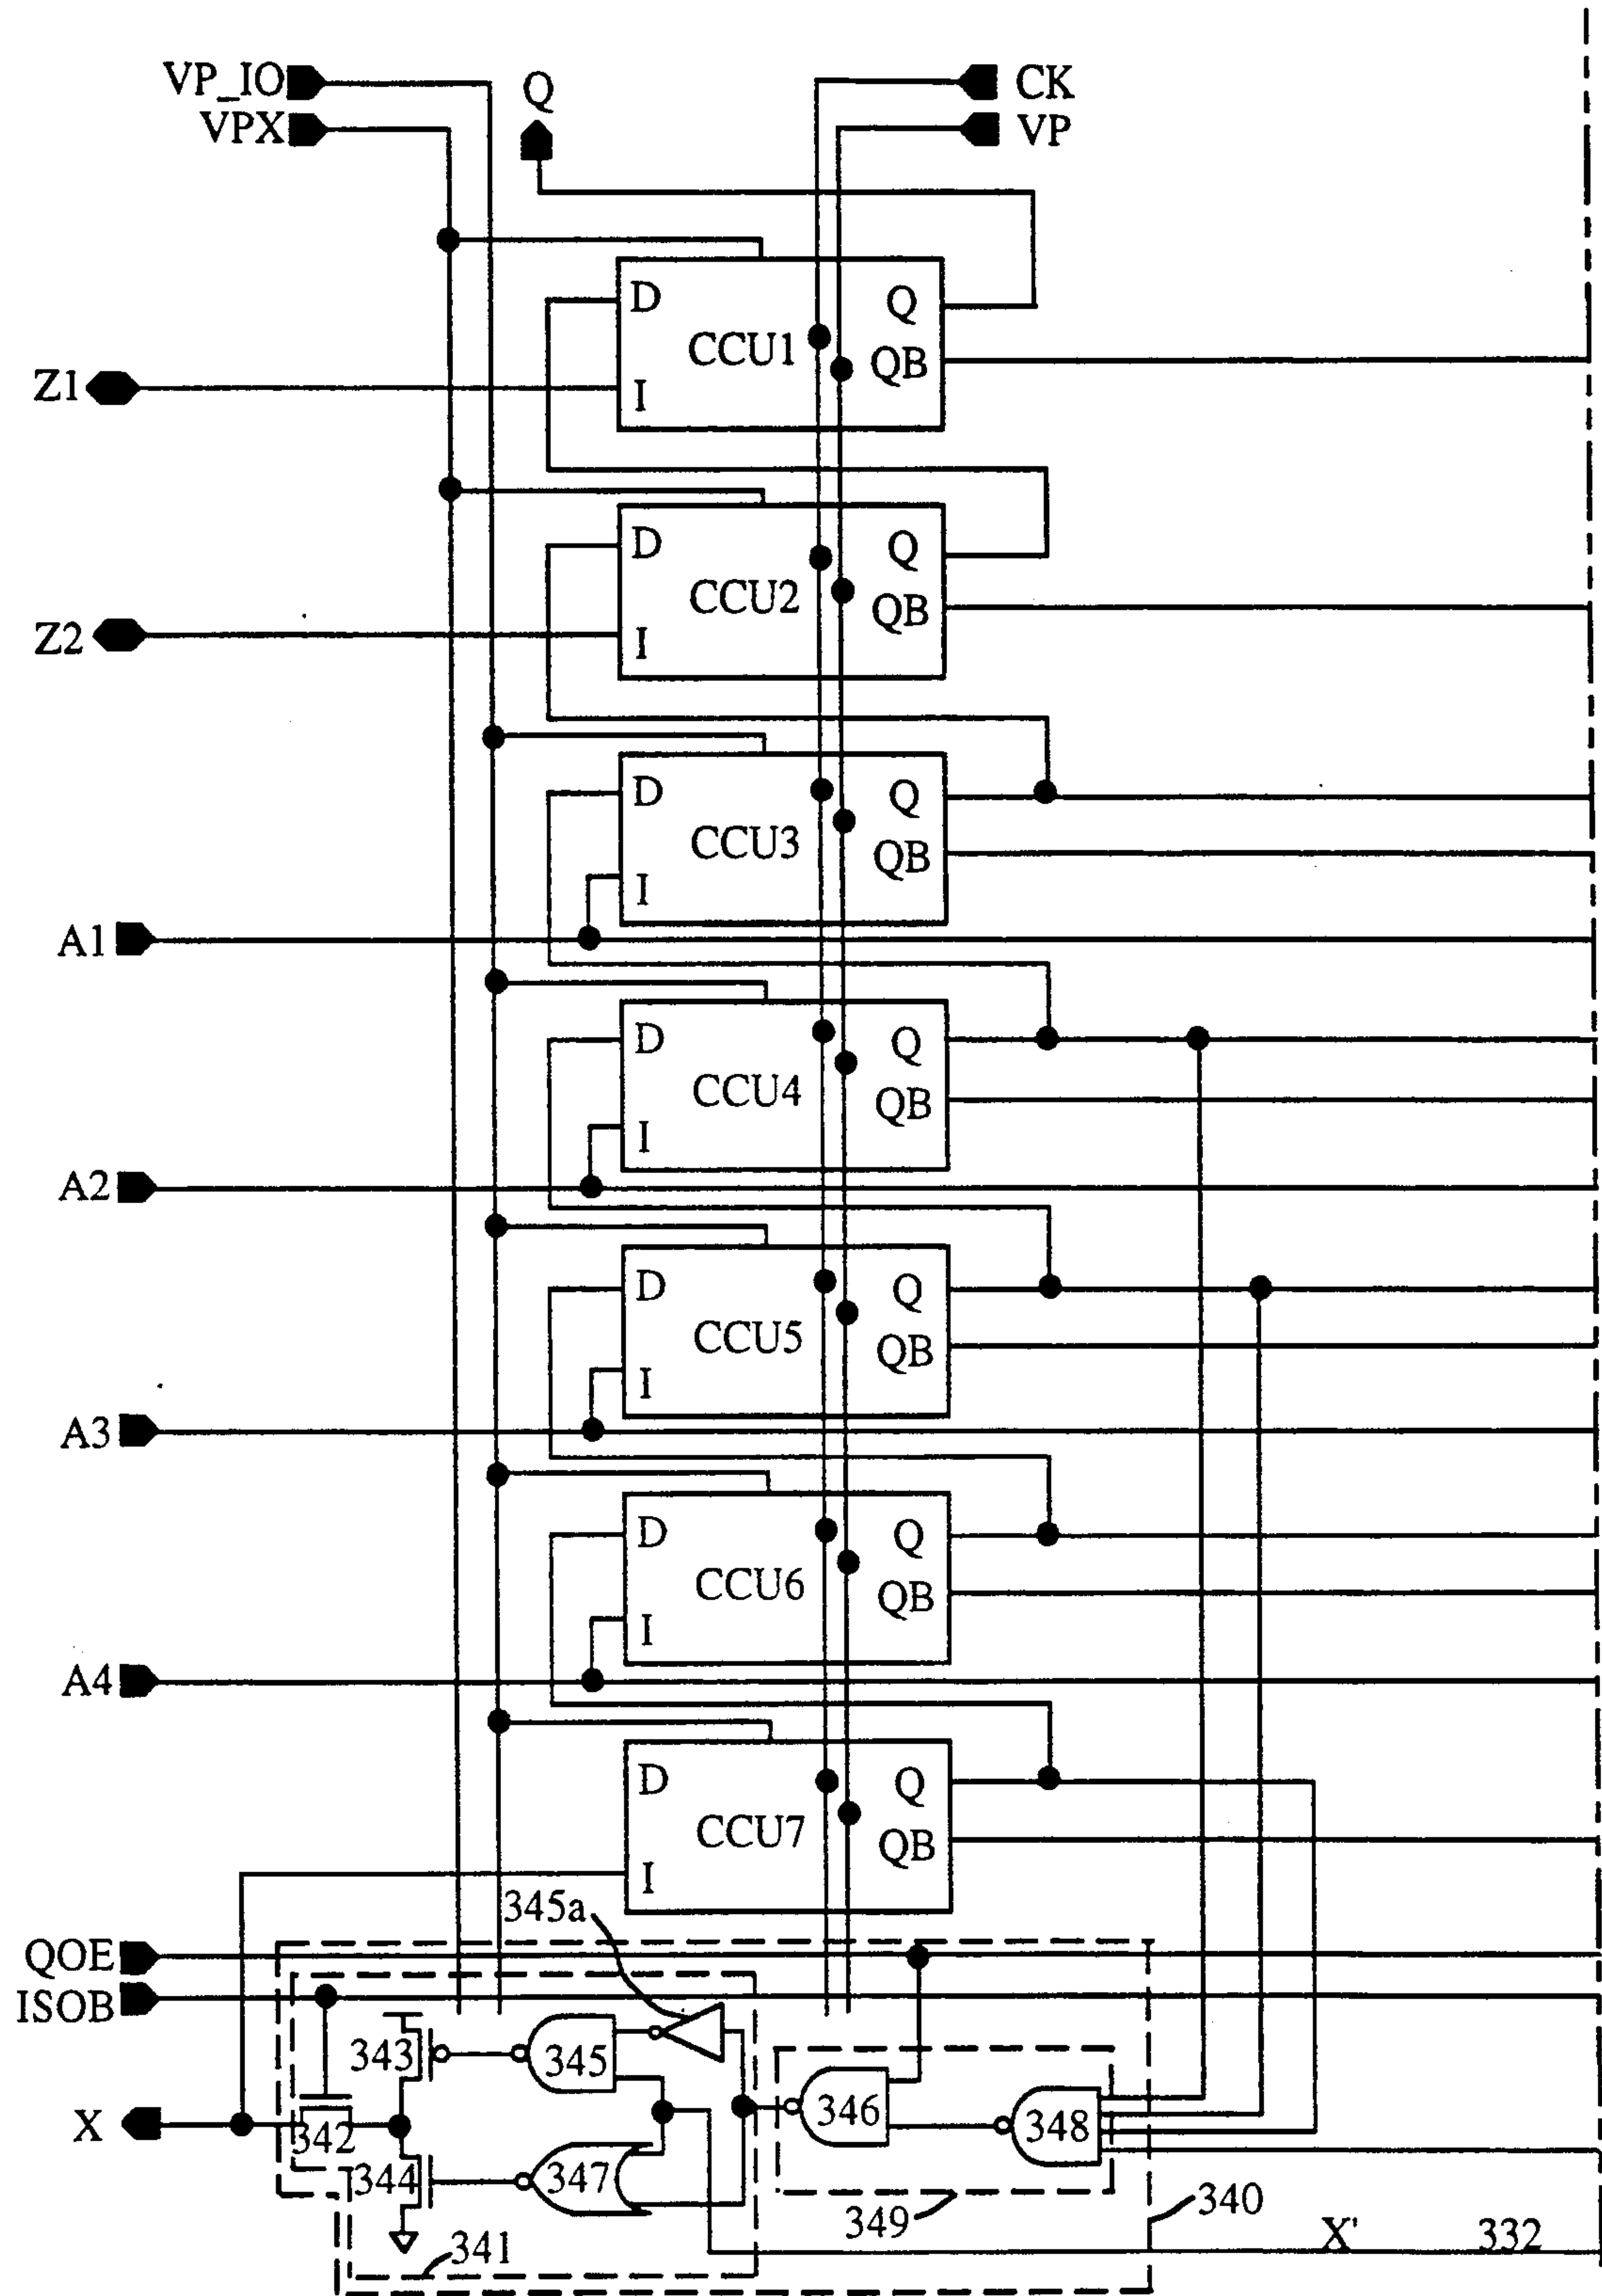 VP_IO
Q
CK
VPX
VP
D
Q
CCU1
QB
Z1
I
D
Q
CCU2
QB
Z2
I
D
Q
CCU3
QB
I
A1
D
Q
CCU4
QB
I
A2
D
Q
CCU5
QB
I
A3
D
Q
CCU6
QB
I
A4
D
Q
CCU7
QB
I
345a
QOE
ISOB
343
345
346
348
X
342
344
347
349
340
341
X'
332